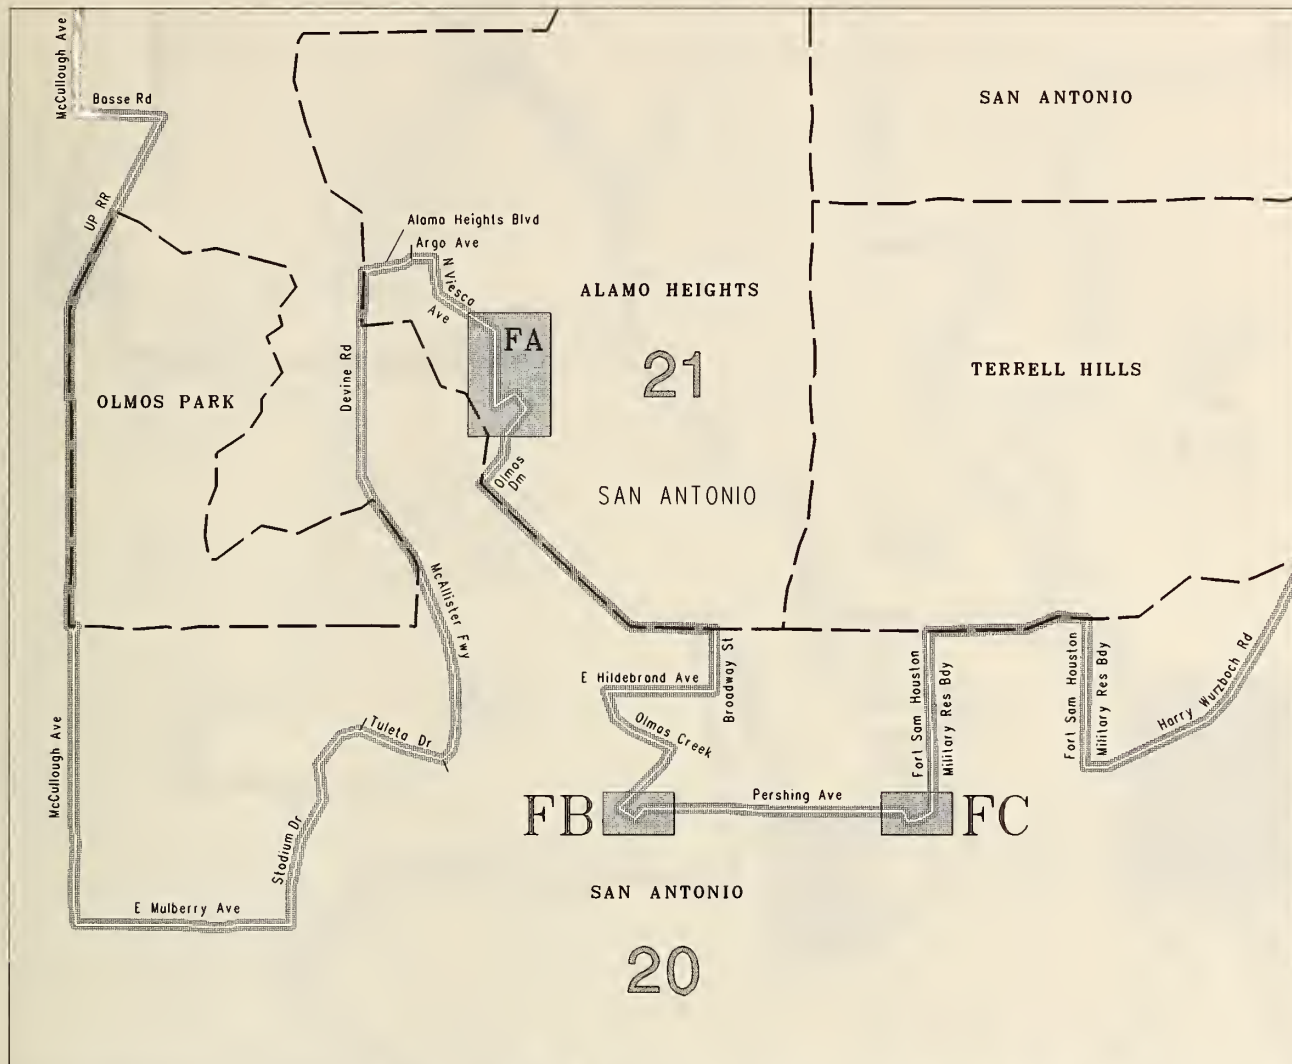 McCullough Ave
Basse Rd
SAN ANTONIO
UP RR
Alamo Heights Blvd
Argo Ave
N Viesca
Ave
ALAMO HEIGHTS
FA
21
TERRELL HILLS
OLMOS PARK
Devine Rd
Olmos
Dm
SAN ANTONIO
McAllister Fwy
E Hildebrand Ave
Broadway St
Fort Sam Houston
Military Res Bdy
Fort Sam Houston
Military Res Bdy
Harry Wurzbach Rd
Olmos Creek
Tuleta Dr
McCullough Ave
Pershing Ave
FB
FC
Stadium Dr
SAN ANTONIO
E Mulberry Ave
20